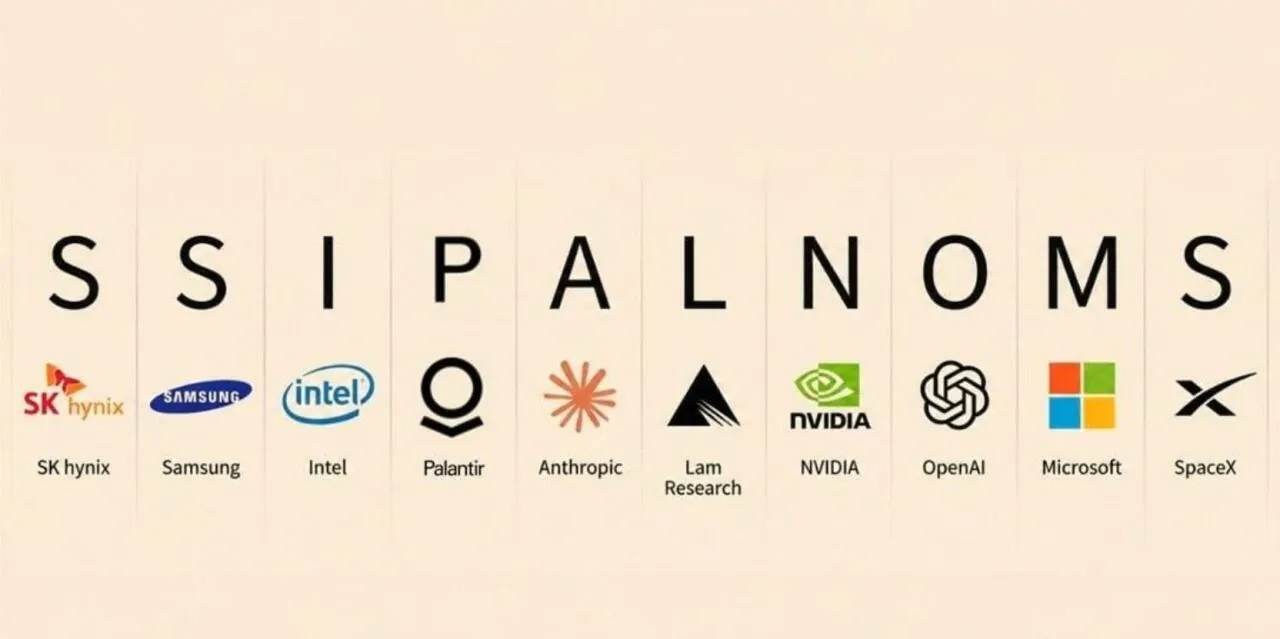 S S I P A L N O M S
SK hynix SAMSUNG intel NVIDIA
SK hynix Samsung Intel Palantir Anthropic Lam NVIDIA OpenAI Microsoft SpaceX
Research